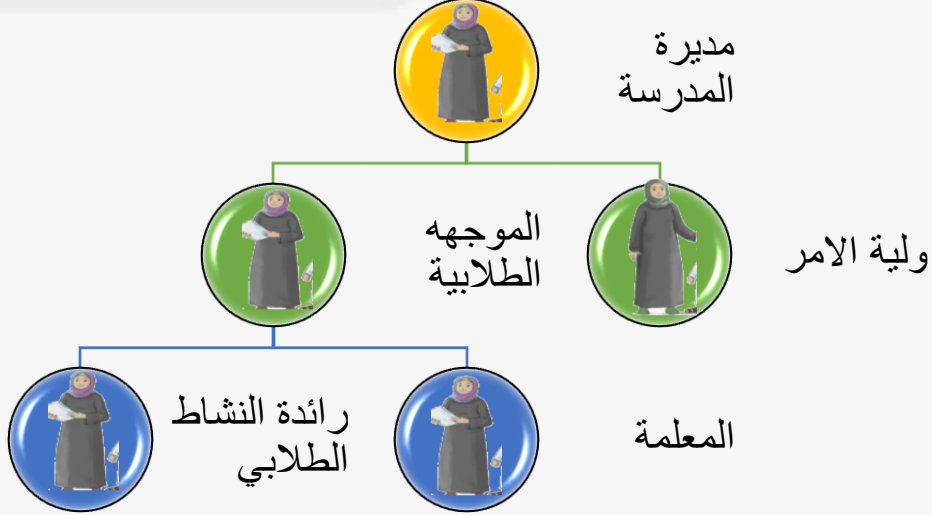 مديرة
المدرسة
ولية الامر
الموجهه
الطلابية
المعلمة
رائدة النشاط
الطلابي